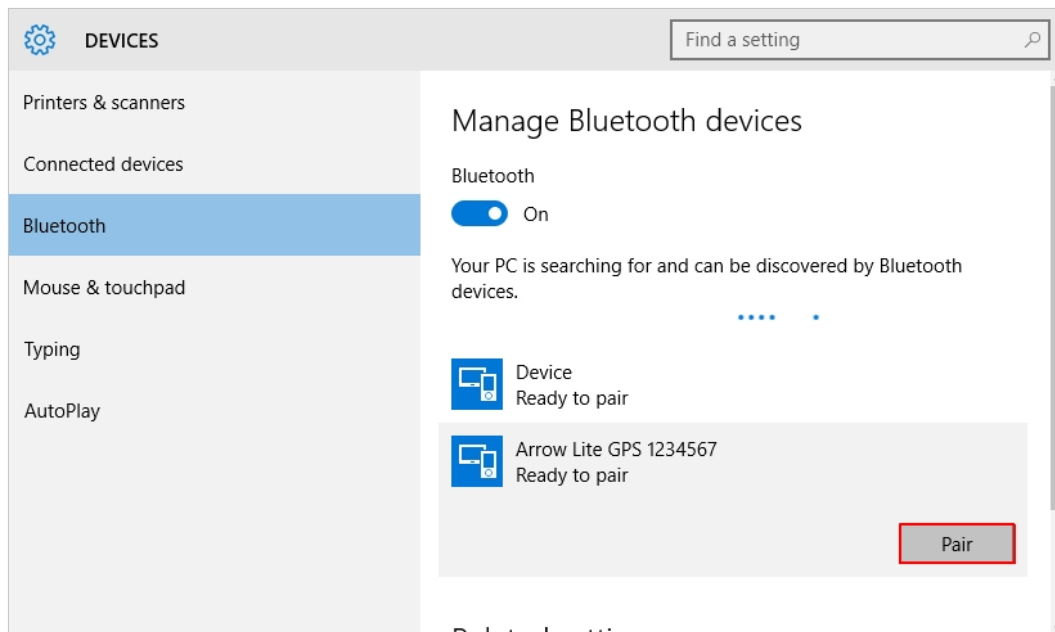 DEVICES
Find a setting
Printers & scanners
Connected devices
Bluetooth
Mouse & touchpad
Typing
AutoPlay
Manage Bluetooth devices
Bluetooth
On
Your PC is searching for and can be discovered by Bluetooth
devices.
Device
Ready to pair
Arrow Lite GPS 1234567
Ready to pair
Pair